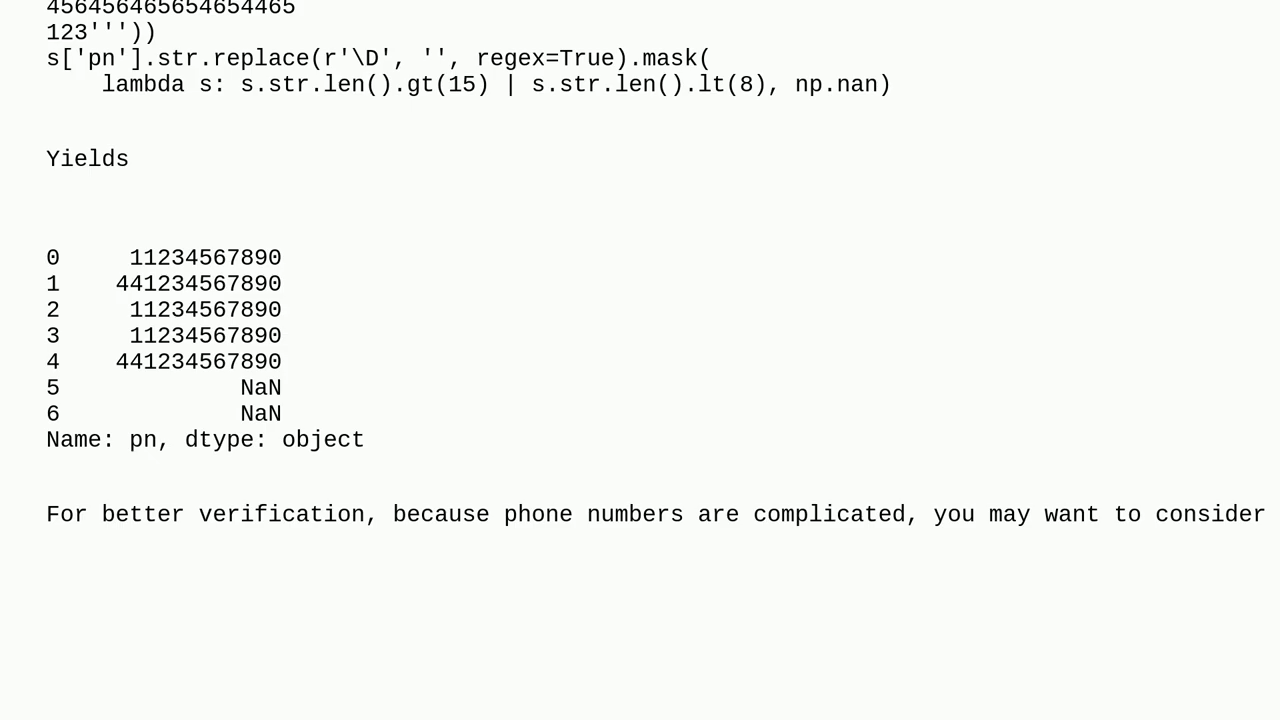 456456465654654465
123'''))
s['pn'].str.replace(r'\D', '', regex=True).mask(
    lambda s: s.str.len().gt(15) | s.str.len().lt(8), np.nan)
Yields
0     11234567890
1    441234567890
2     11234567890
3     11234567890
4    441234567890
5             NaN
6             NaN
Name: pn, dtype: object
For better verification, because phone numbers are complicated, you may want to consider